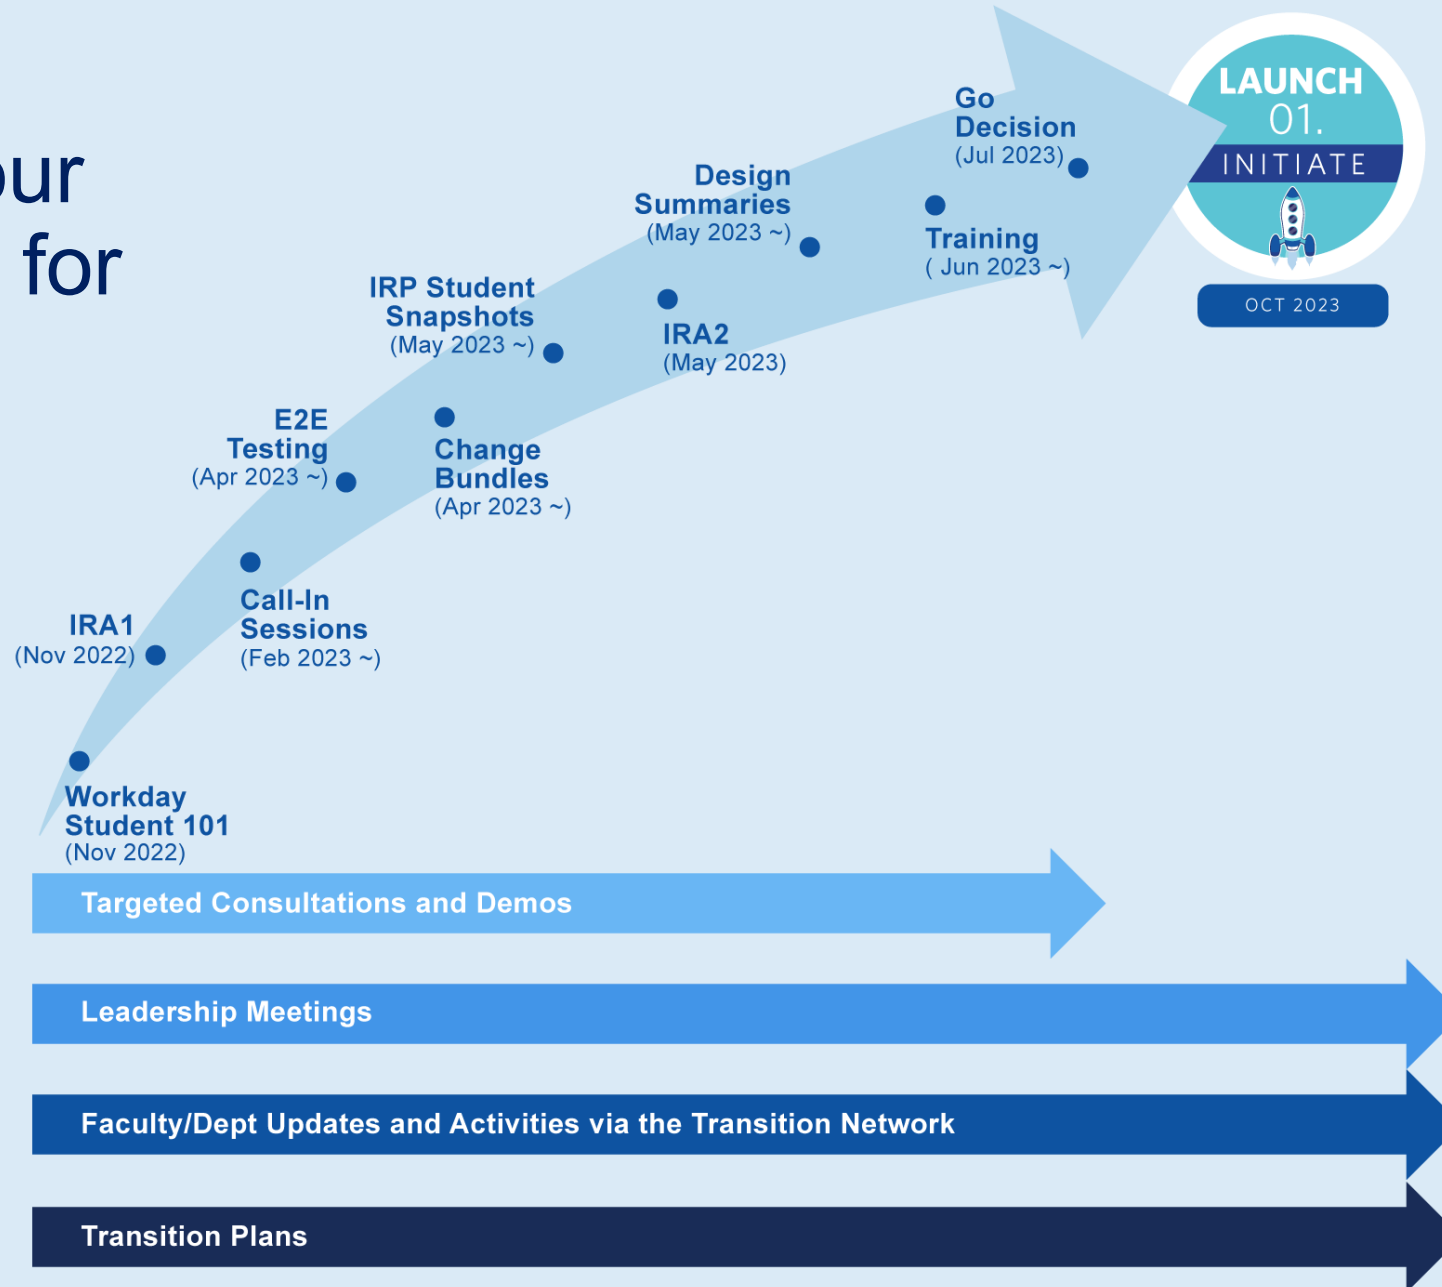 our
for
LAUNCH
01.
INITIATE
OCT 2023
Go
Decision
(Jul 2023)
Training
( Jun 2023 ~)
Design
Summaries
(May 2023 ~)
IRA2
(May 2023)
IRP Student
Snapshots
(May 2023 ~)
Change
Bundles
(Apr 2023 ~)
E2E
Testing
(Apr 2023 ~)
Call-In
Sessions
(Feb 2023 ~)
IRA1
(Nov 2022)
Workday
Student 101
(Nov 2022)
Targeted Consultations and Demos
Leadership Meetings
Faculty/Dept Updates and Activities via the Transition Network
Transition Plans